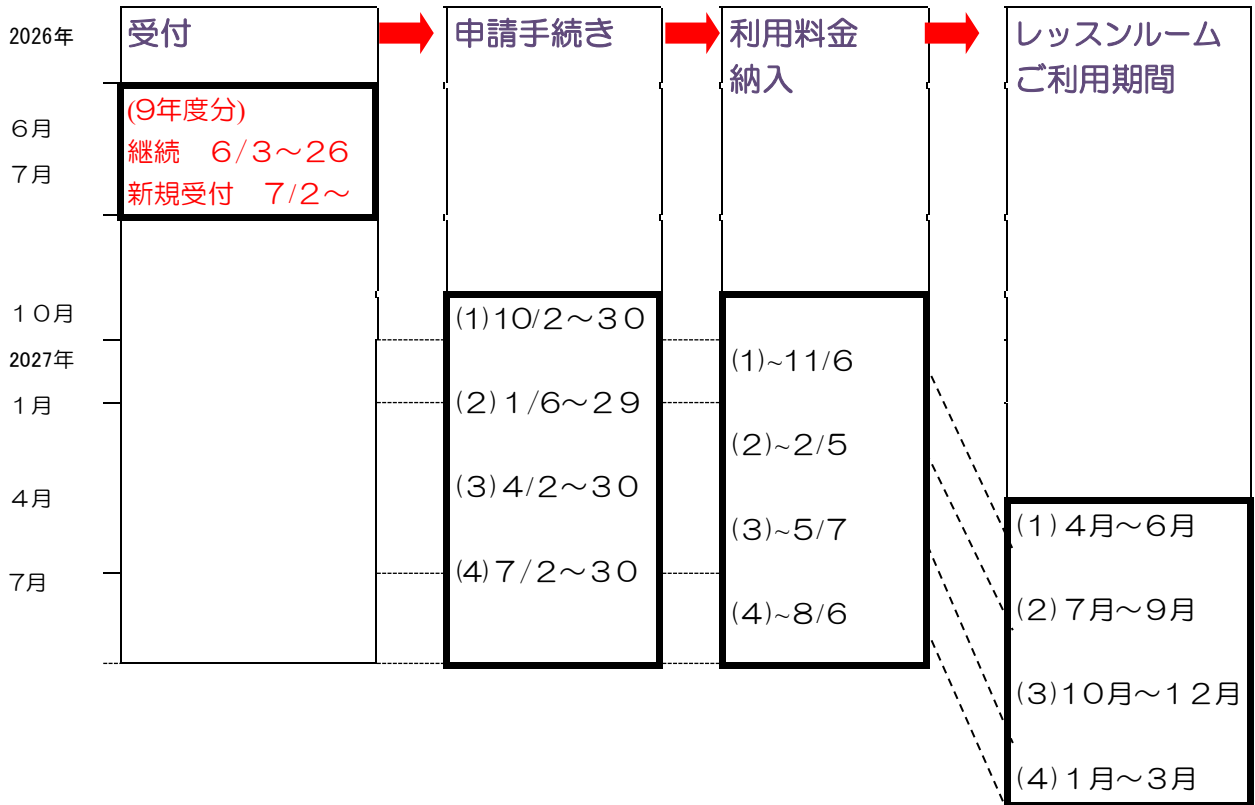 2026年
受付
申請手続き
利用料金
納入
レッスンルーム
ご利用期間
6月
7月
(9年度分)
継続　6/3～26
新規受付　7/2～
10月
2027年
1月
4月
7月
(1)10/2～30
(2)1/6～29
(3)4/2～30
(4)7/2～30
(1)~11/6
(2)~2/5
(3)~5/7
(4)~8/6
(1)4月～6月
(2)7月～9月
(3)10月～12月
(4)1月～3月